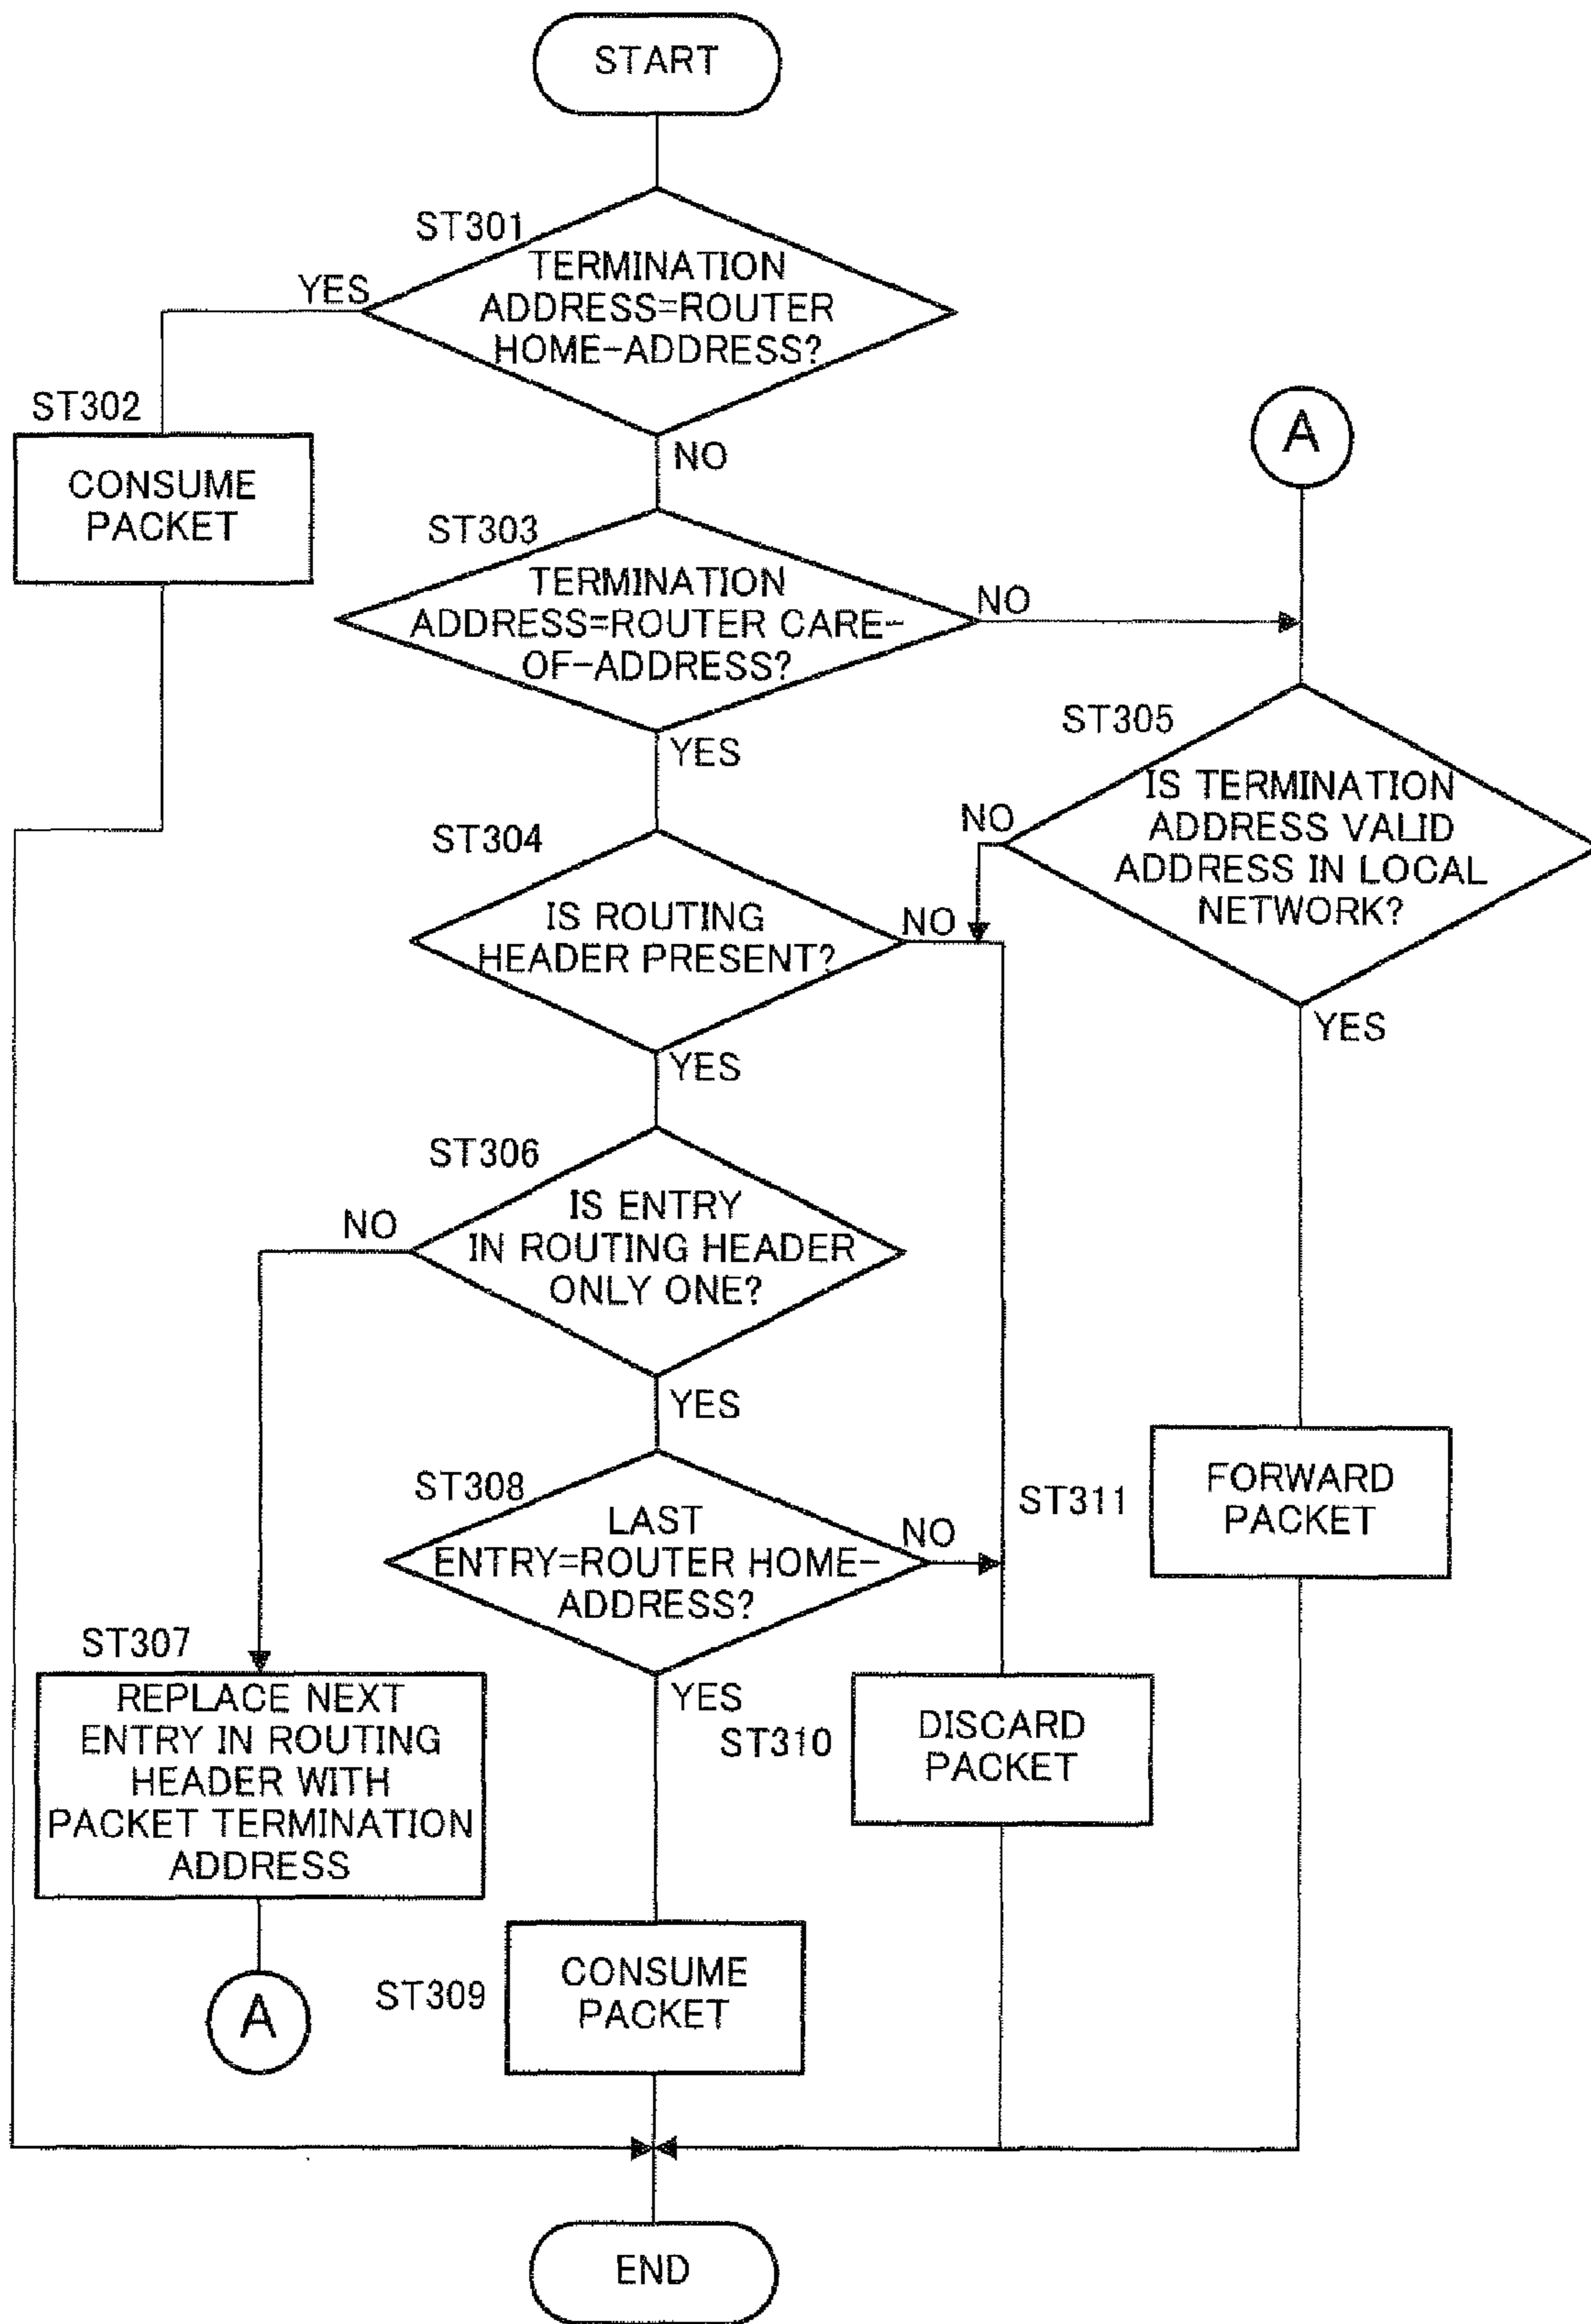 START
ST301
TERMINATION
ADDRESS=ROUTER
HOME-ADDRESS?
YES
NO
ST302
CONSUME
PACKET
A
ST303
TERMINATION
ADDRESS=ROUTER CARE-
OF-ADDRESS?
NO
YES
ST305
IS TERMINATION
ADDRESS VALID
ADDRESS IN LOCAL
NETWORK?
NO
YES
ST304
IS ROUTING
HEADER PRESENT?
NO
YES
ST306
IS ENTRY
IN ROUTING HEADER
ONLY ONE?
NO
YES
ST308
LAST
ENTRY=ROUTER HOME-
ADDRESS?
NO
YES
ST311
FORWARD
PACKET
ST307
REPLACE NEXT
ENTRY IN ROUTING
HEADER WITH
PACKET TERMINATION
ADDRESS
ST310
DISCARD
PACKET
A
ST309
CONSUME
PACKET
END